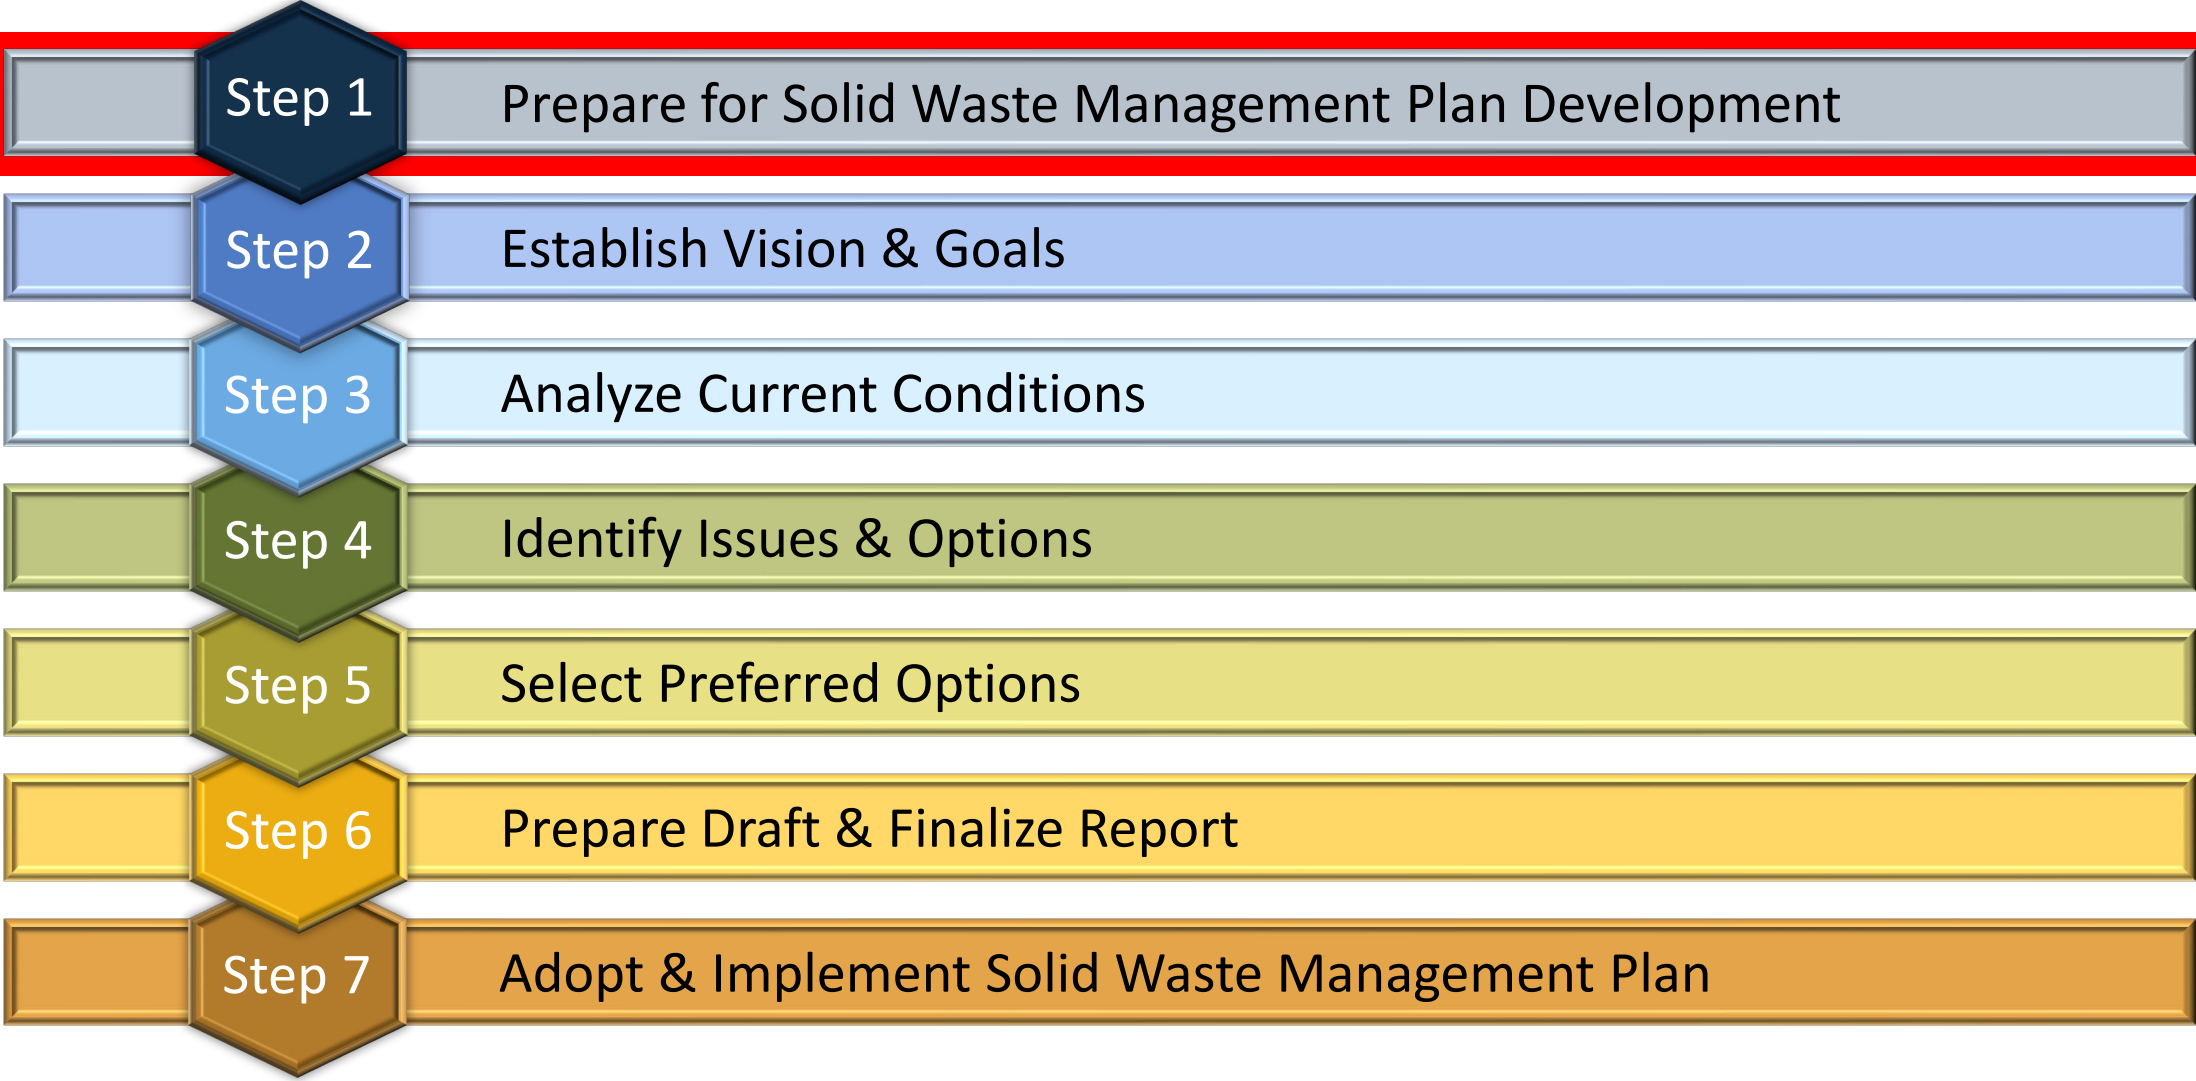 Step 1 Prepare for Solid Waste Management Plan Development
Step 2 Establish Vision & Goals
Step 3 Analyze Current Conditions
Step 4 Identify Issues & Options
Step 5 Select Preferred Options
Step 6 Prepare Draft & Finalize Report
Step 7 Adopt & Implement Solid Waste Management Plan